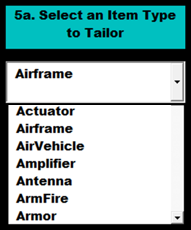 5a. Select an Item Type
to Tailor
Airframe
Actuator
Airframe
AirVehicle
Amplifier
Antenna
ArmFire
Armor